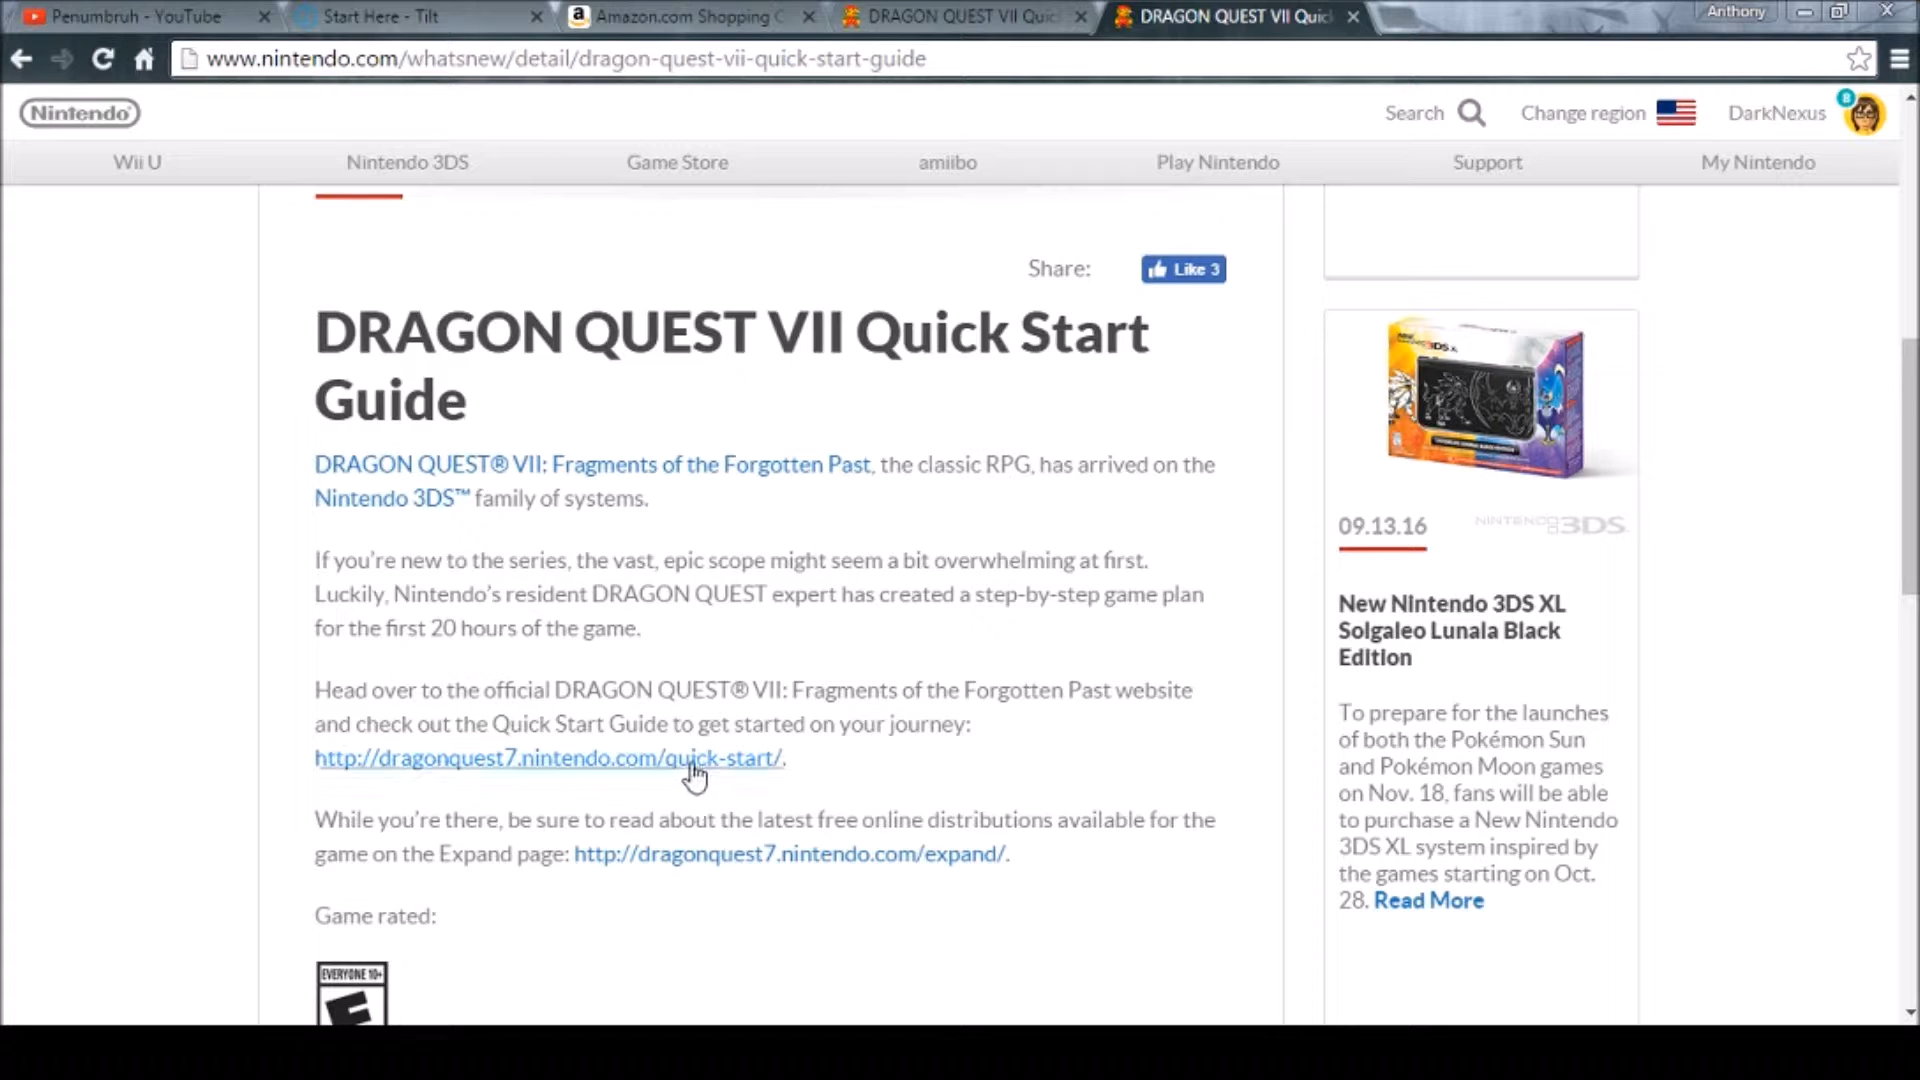 Penumbruh - YouTube
Start Here - Tilt
Amazon.com Shopping C
DRAGON QUEST VII Quic
DRAGON QUEST VII Quic
Anthony
www.nintendo.com/whatsnew/detail/dragon-quest-vii-quick-start-guide
Nintendo
Search
Change region
DarkNexus
8
Wii U
Nintendo 3DS
Game Store
amiibo
Play Nintendo
Support
My Nintendo
Share:
Like 3
DRAGON QUEST VII Quick Start
Guide
DRAGON QUEST® VII: Fragments of the Forgotten Past, the classic RPG, has arrived on the
Nintendo 3DS™ family of systems.
If you're new to the series, the vast, epic scope might seem a bit overwhelming at first.
Luckily, Nintendo's resident DRAGON QUEST expert has created a step-by-step game plan
for the first 20 hours of the game.
Head over to the official DRAGON QUEST® VII: Fragments of the Forgotten Past website
and check out the Quick Start Guide to get started on your journey:
http://dragonquest7.nintendo.com/quick-start/.
While you're there, be sure to read about the latest free online distributions available for the
game on the Expand page: http://dragonquest7.nintendo.com/expand/.
Game rated:
EVERYONE 10+
E
09.13.16
NINTENDO 3DS
New Nintendo 3DS XL
Solgaleo Lunala Black
Edition
To prepare for the launches
of both the Pokémon Sun
and Pokémon Moon games
on Nov. 18, fans will be able
to purchase a New Nintendo
3DS XL system inspired by
the games starting on Oct.
28. Read More